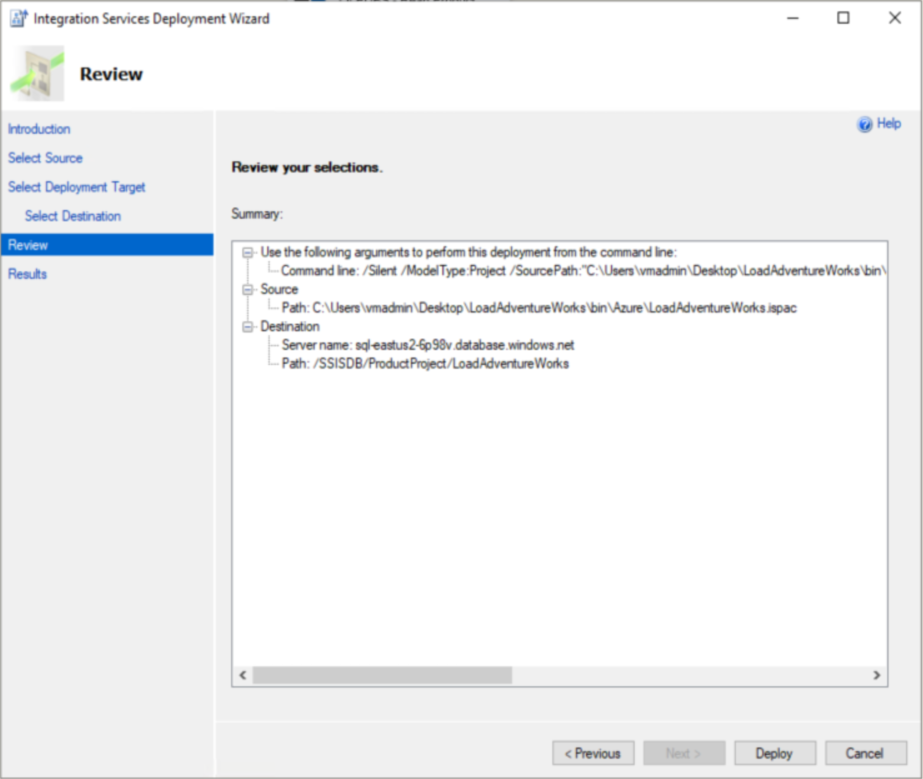 Integration Services Deployment Wizard
Review
Help
Introduction
Select Source
Select Deployment Target
Select Destination
Review
Results
Review your selections.
Summary:
Use the following arguments to perform this deployment from the command line:
Command line: /Silent /ModelType:Project /SourcePath:"C:\Users\vmadmin\Desktop\LoadAdventureWorks\bin\
Source
Path: C:\Users\vmadmin\Desktop\LoadAdventureWorks\bin\Azure\LoadAdventureWorks.ispac
Destination
Server name: sql-eastus2-6p98v.database.windows.net
Path: /SSISDB/ProductProject/LoadAdventureWorks
< Previous
Next >
Deploy
Cancel